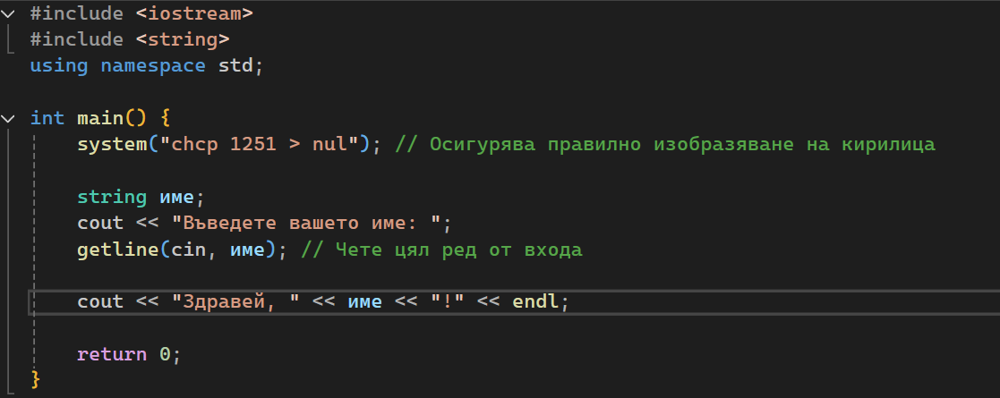 #include <iostream>
#include <string>
using namespace std;
int main() {
system("chcp 1251 > nul"); // Осигурява правилно изобразяване на кирилица
string име;
cout << "Въведете вашето име: ";
getline(cin, име); // Чете цял ред от входа
cout << "Здравей, " << име << "!" << endl;
return 0;
}